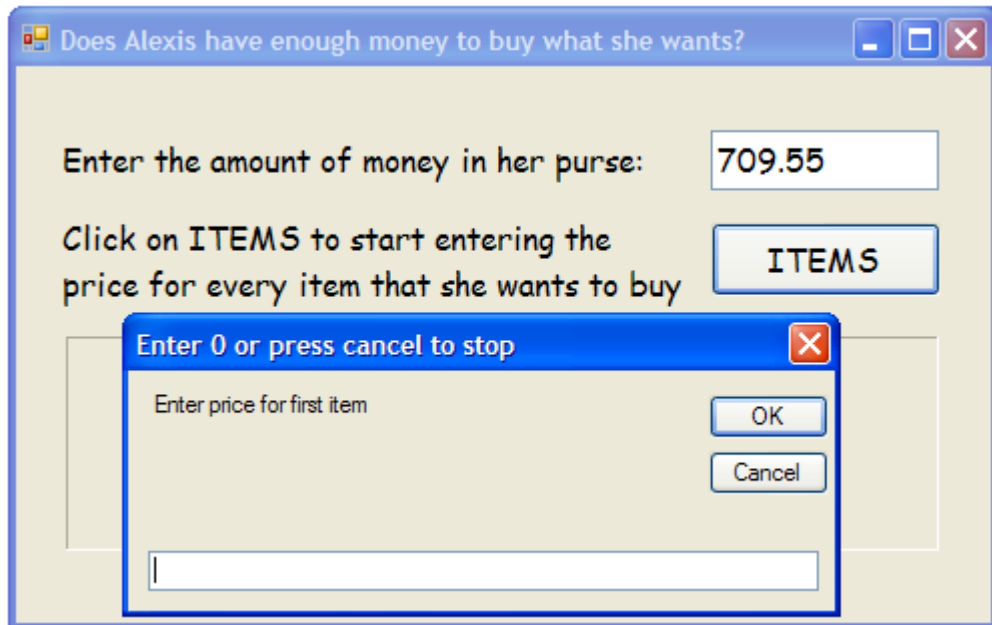 Does Alexis have enough money to buy what she wants?
Enter the amount of money in her purse:
709.55
Click on ITEMS to start entering the
price for every item that she wants to buy
ITEMS
Enter 0 or press cancel to stop
Enter price for first item
OK
Cancel